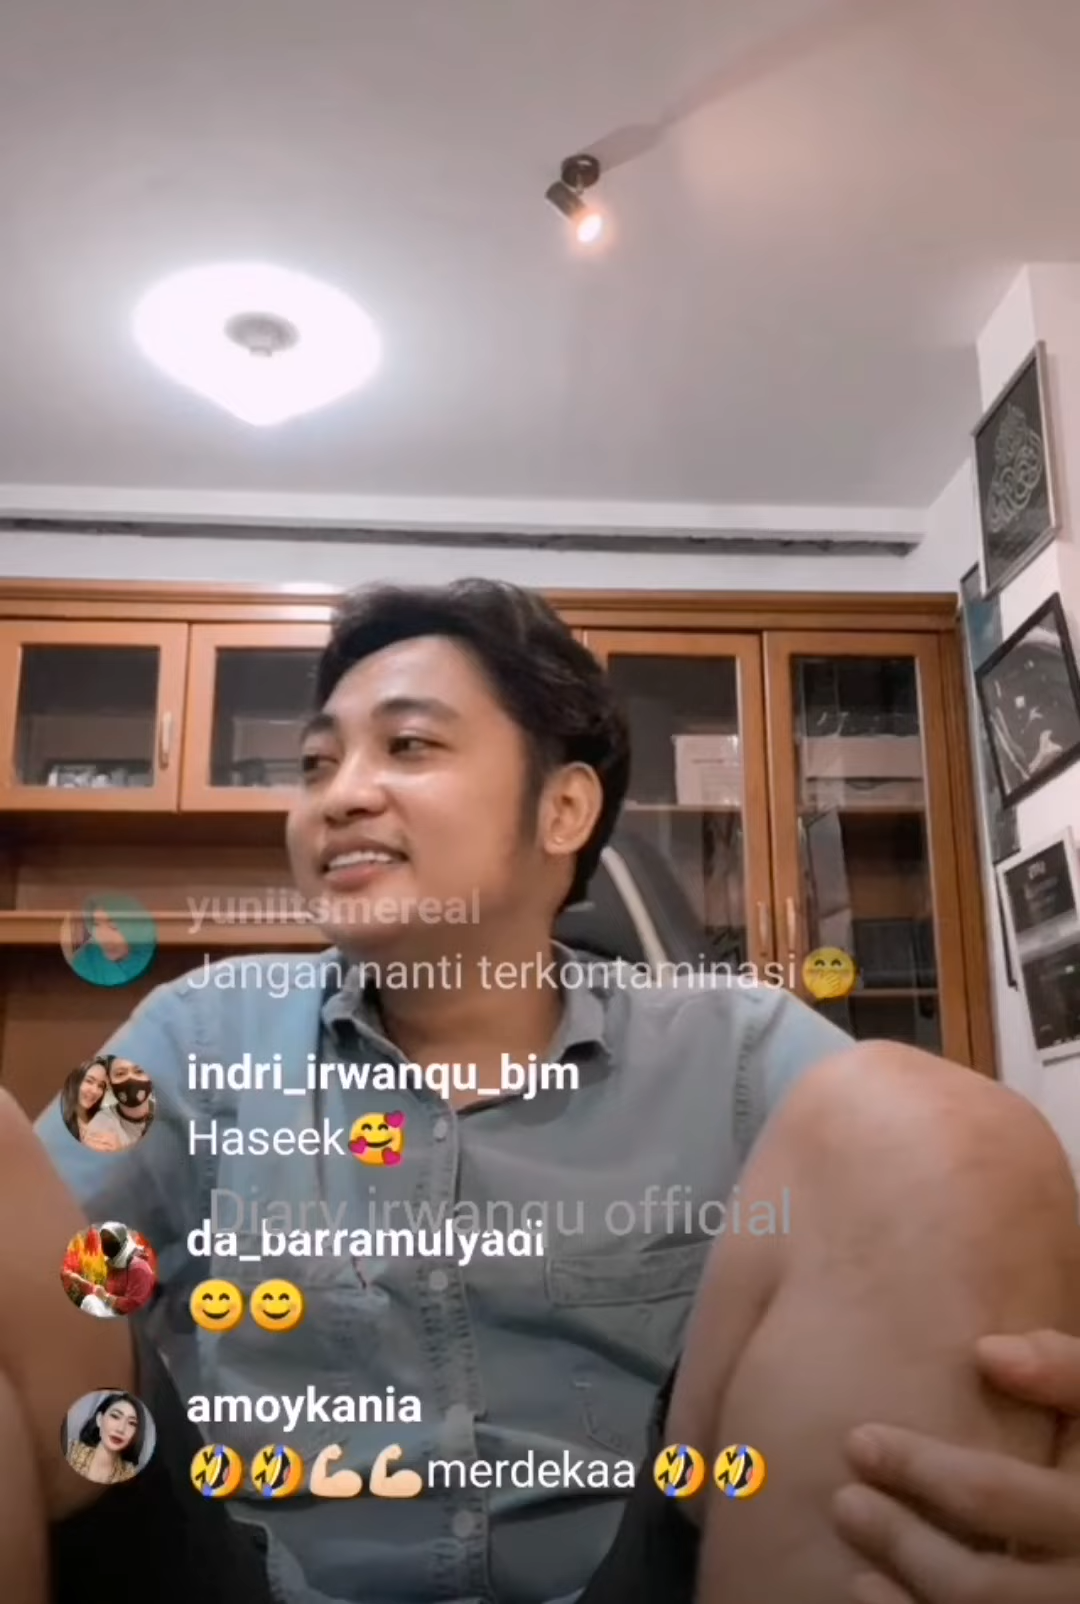 yuniitsmereal
Jangan nanti terkontaminasi🤭
indri_irwanqu_bjm
Haseek🥰
Diary irwanqu official
da_barramulyadi
😊😊
amoykania
🤣🤣💪🏼💪🏼merdekaa 🤣🤣